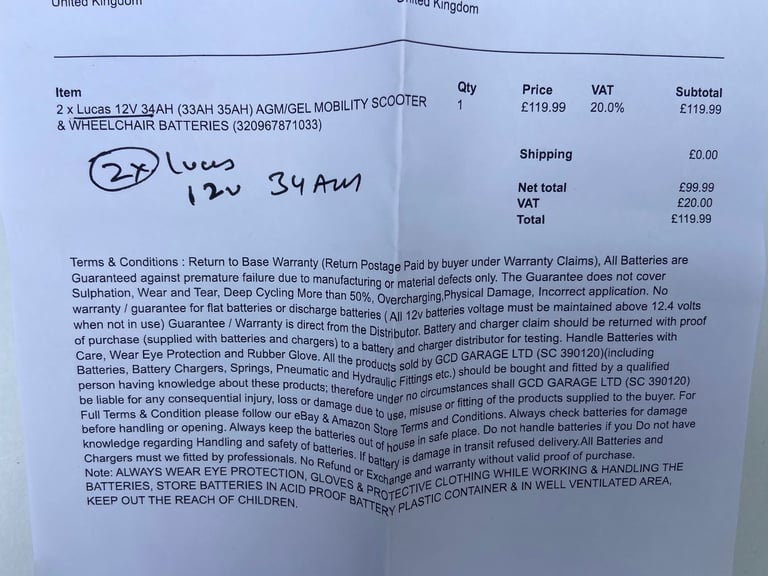 United Kingdom
United Kingdom
Item Qty Price VAT Subtotal
2 x Lucas 12V 34AH (33AH 35AH) AGM/GEL MOBILITY SCOOTER 1 £119.99 20.0% £119.99
& WHEELCHAIR BATTERIES (320967871033)
2x Lucas
12v 34AH
Shipping £0.00
Net total £99.99
VAT £20.00
Total £119.99
Terms & Conditions : Return to Base Warranty (Return Postage Paid by buyer under Warranty Claims), All Batteries are
Guaranteed against premature failure due to manufacturing or material defects only. The Guarantee does not cover
Sulphation, Wear and Tear, Deep Cycling More than 50%, Overcharging,Physical Damage, Incorrect application. No
warranty / guarantee for flat batteries or discharge batteries ( All 12v batteries voltage must be maintained above 12.4 volts
when not in use) Guarantee / Warranty is direct from the Distributor. Battery and charger claim should be returned with proof
of purchase (supplied with batteries and chargers) to a battery and charger distributor for testing. Handle Batteries with
Care, Wear Eye Protection and Rubber Glove. All the products sold by GCD GARAGE LTD (SC 390120)(including
Batteries, Battery Chargers, Springs, Pneumatic and Hydraulic Fittings etc.) should be bought and fitted by a qualified
person having knowledge about these products; therefore under no circumstances shall GCD GARAGE LTD (SC 390120)
be liable for any consequential injury, loss or damage due to use, misuse or fitting of the products supplied to the buyer. For
Full Terms & Condition please follow our eBay & Amazon Store Terms and Conditions. Always check batteries for damage
before handling or opening. Always keep the batteries out of house in safe place. Do not handle batteries if you Do not have
knowledge regarding Handling and safety of batteries. If battery is damage in transit refused delivery.All Batteries and
Chargers must we fitted by professionals. No Refund or Exchange and warranty without valid proof of purchase.
Note: ALWAYS WEAR EYE PROTECTION, GLOVES & PROTECTIVE CLOTHING WHILE WORKING & HANDLING THE
BATTERIES, STORE BATTERIES IN ACID PROOF BATTERY PLASTIC CONTAINER & IN WELL VENTILATED AREA,
KEEP OUT THE REACH OF CHILDREN.